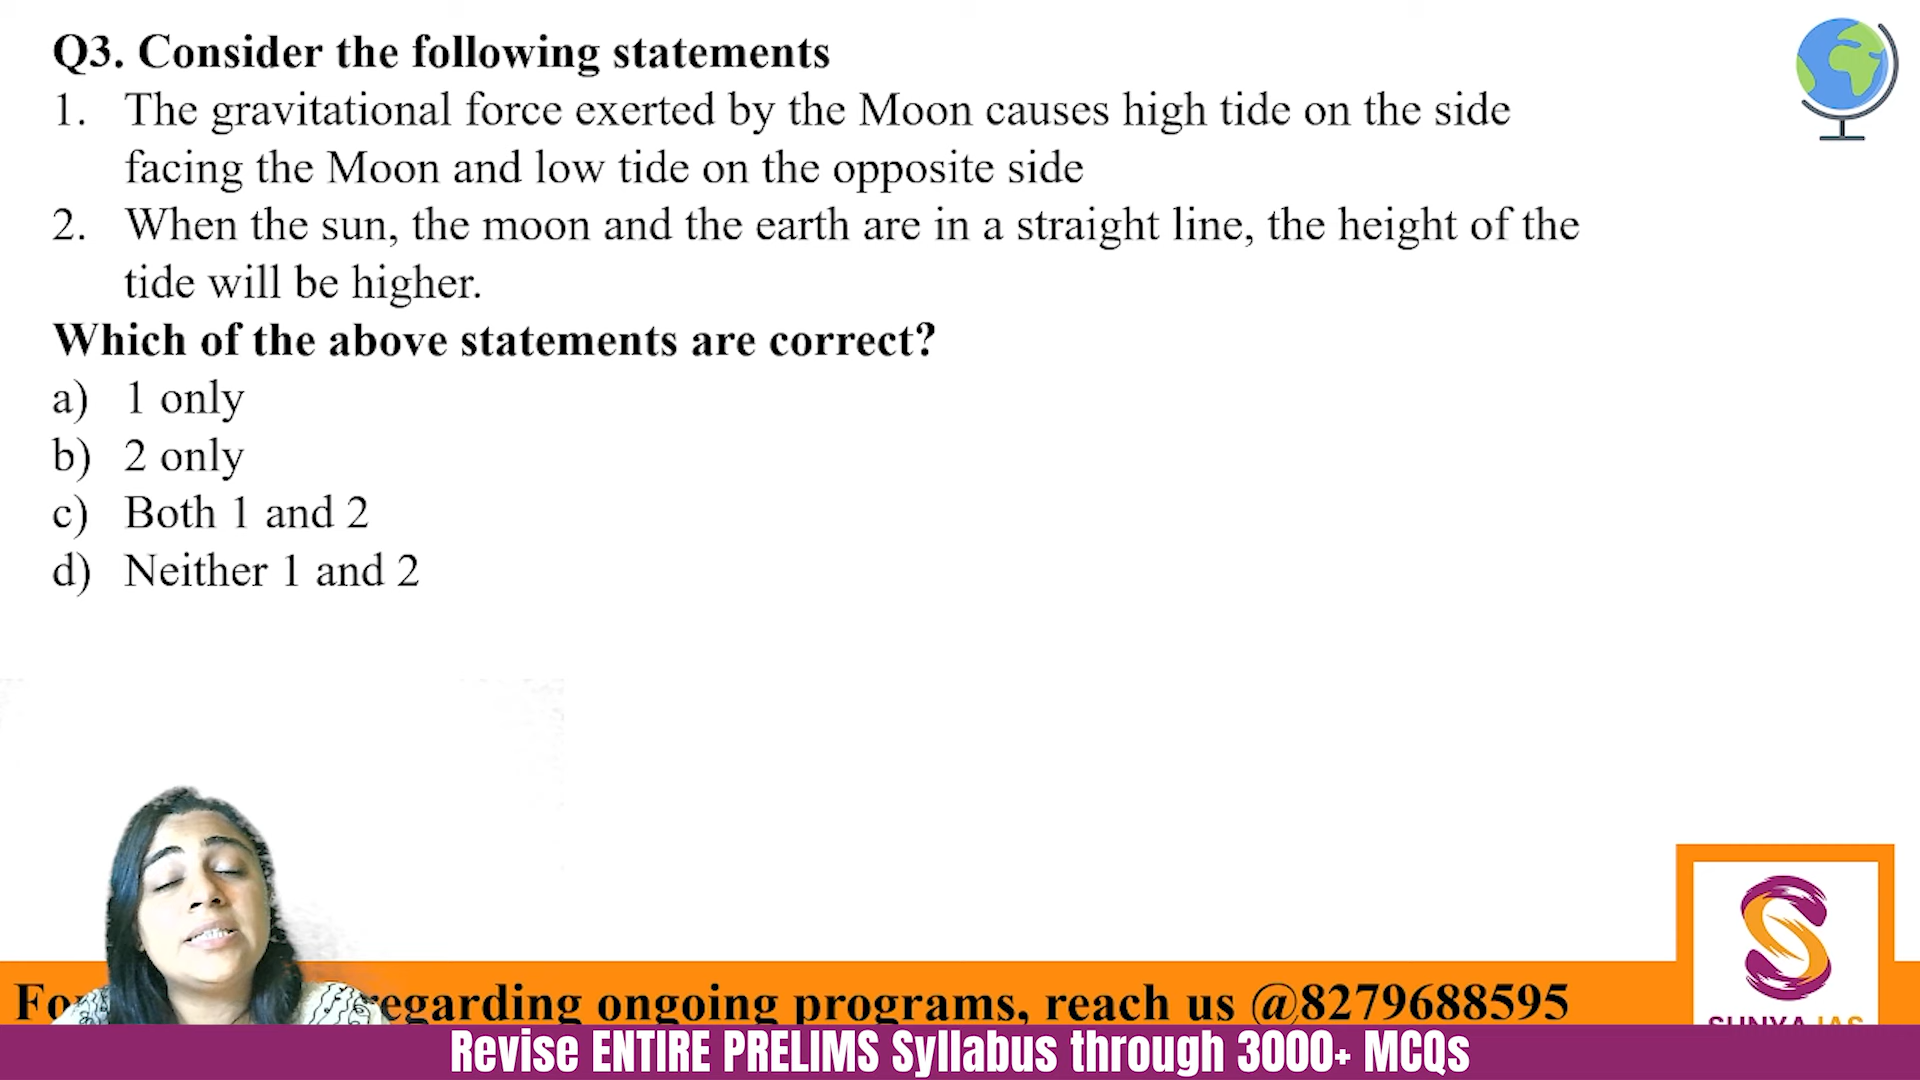 Q3. Consider the following statements
1. The gravitational force exerted by the Moon causes high tide on the side
facing the Moon and low tide on the opposite side
2. When the sun, the moon and the earth are in a straight line, the height of the
tide will be higher.
Which of the above statements are correct?
a) 1 only
b) 2 only
c) Both 1 and 2
d) Neither 1 and 2
regarding ongoing programs, reach us @8279688595
Revise ENTIRE PRELIMS Syllabus through 3000+ MCQs